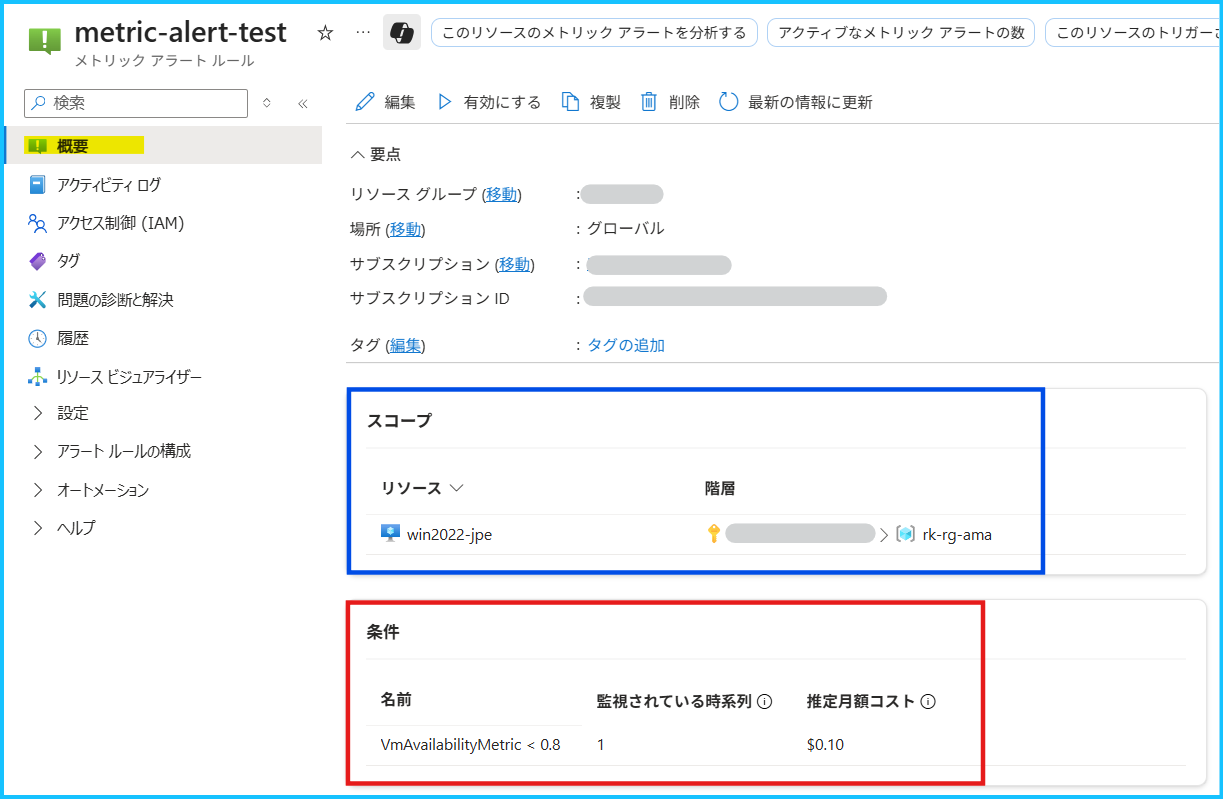 metric-alert-test
メトリック アラート ルール
このリソースのメトリック アラートを分析する
アクティブなメトリック アラートの数
このリソースのトリガーさ
検索
編集 有効にする 複製 削除 最新の情報に更新
概要
アクティビティ ログ
アクセス制御 (IAM)
タグ
問題の診断と解決
履歴
リソース ビジュアライザー
設定
アラート ルールの構成
オートメーション
ヘルプ
要点
リソース グループ (移動) :
場所 (移動) : グローバル
サブスクリプション (移動) :
サブスクリプション ID :
タグ (編集) : タグの追加
スコープ
リソース 階層
win2022-jpe rk-rg-ama
条件
名前 監視されている時系列 推定月額コスト
VmAvailabilityMetric < 0.8 1 $0.10